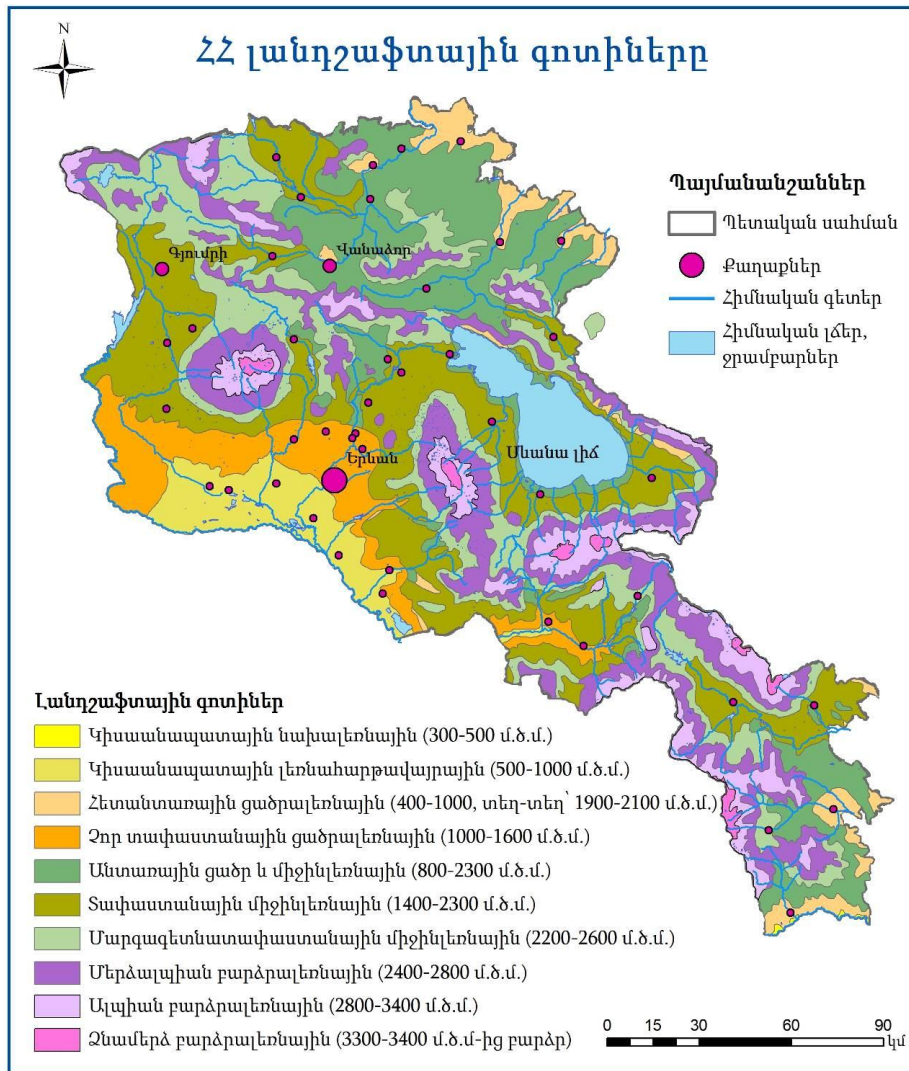 ՀՀ լանդշաֆտային գոտիները
N
Պայմանանշաններ
Պետական սահման
Քաղաքներ
Հիմնական գետեր
Հիմնական լճեր,
ջրամբարներ
Գյումրի
Վանաձոր
Սևանա լիճ
Երևան
Լանդշաֆտային գոտիներ
Կիսաանապատային նախալեռնային (300-500 մ.ծ.մ.)
Կիսաանապատային լեռնահարթավայրային (500-1000 մ.ծ.մ.)
Հետանտառային ցածրալեռնային (400-1000, տեղ-տեղ՝ 1900-2100 մ.ծ.մ.)
Չոր տափաստանային ցածրալեռնային (1000-1600 մ.ծ.մ.)
Անտառային ցածր և միջինլեռնային (800-2300 մ.ծ.մ.)
Տափաստանային միջինլեռնային (1400-2300 մ.ծ.մ.)
Մարգագետնատափաստանային միջինլեռնային (2200-2600 մ.ծ.մ.)
Մերձալպիան բարձրալեռնային (2400-2800 մ.ծ.մ.)
Ալպիան բարձրալեռնային (2800-3400 մ.ծ.մ.)
Ձնամերձ բարձրալեռնային (3300-3400 մ.ծ.մ-ից բարձր)
0 15 30 60 90
կմ